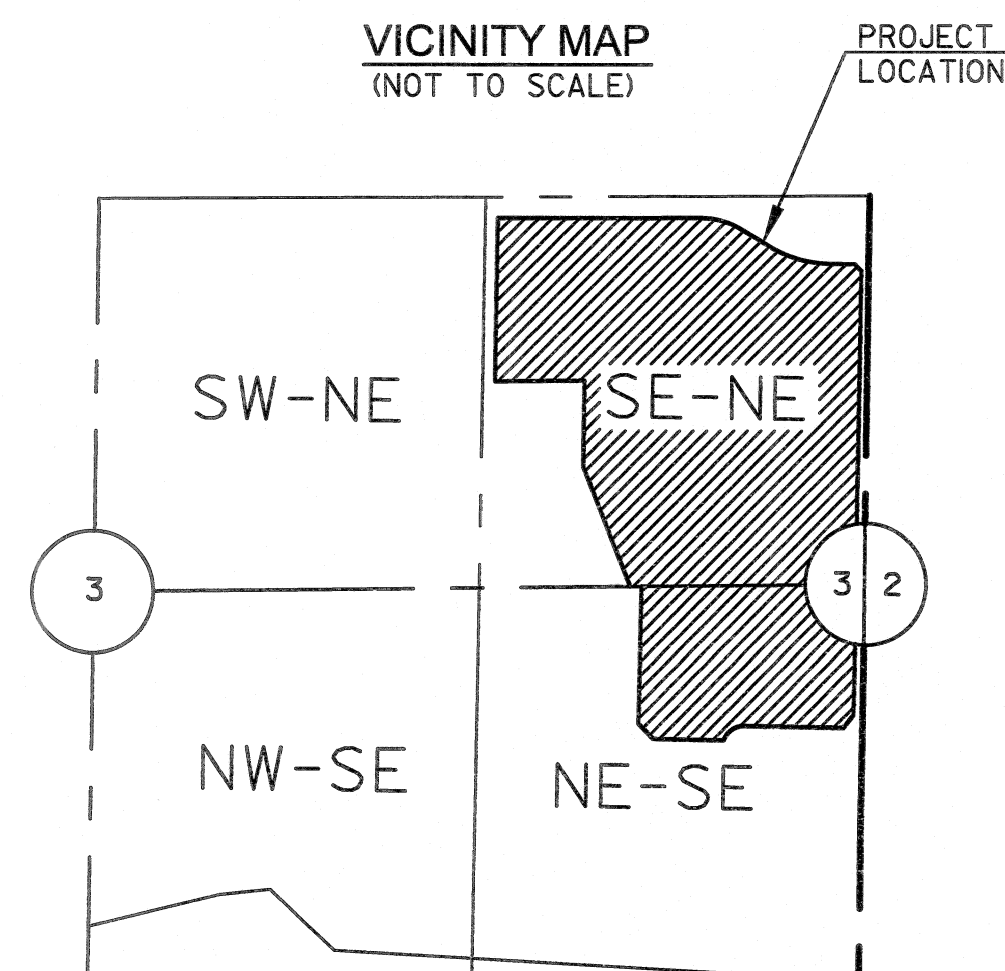 VICINITY MAP
(NOT TO SCALE)
PROJECT
LOCATION
SW-NE
SE-NE
3
3 2
NW-SE
NE-SE